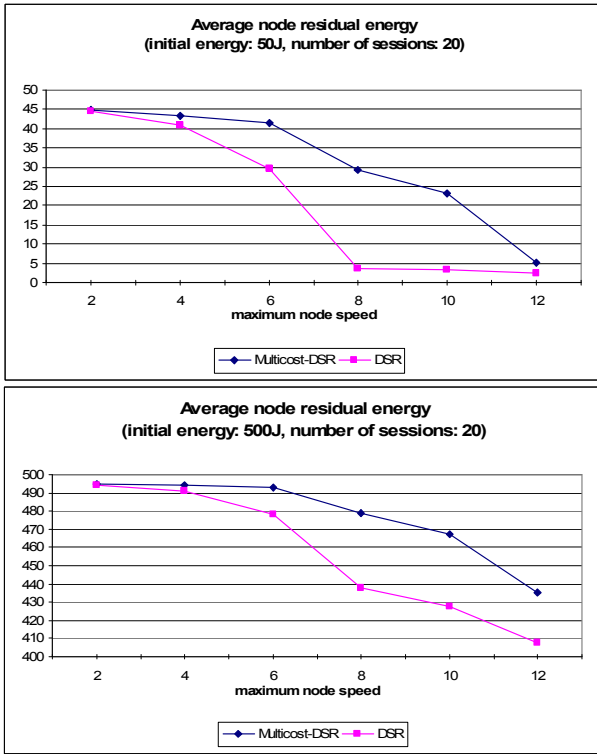 Average node residual energy
(initial energy: 50J, number of sessions: 20)
50
45
40
35
30
25
20
15
10
5
0
2 4 6 8 10 12
maximum node speed
Multicost-DSR DSR
Average node residual energy
(initial energy: 500J, number of sessions: 20)
500
490
480
470
460
450
440
430
420
410
400
2 4 6 8 10 12
maximum node speed
Multicost-DSR DSR